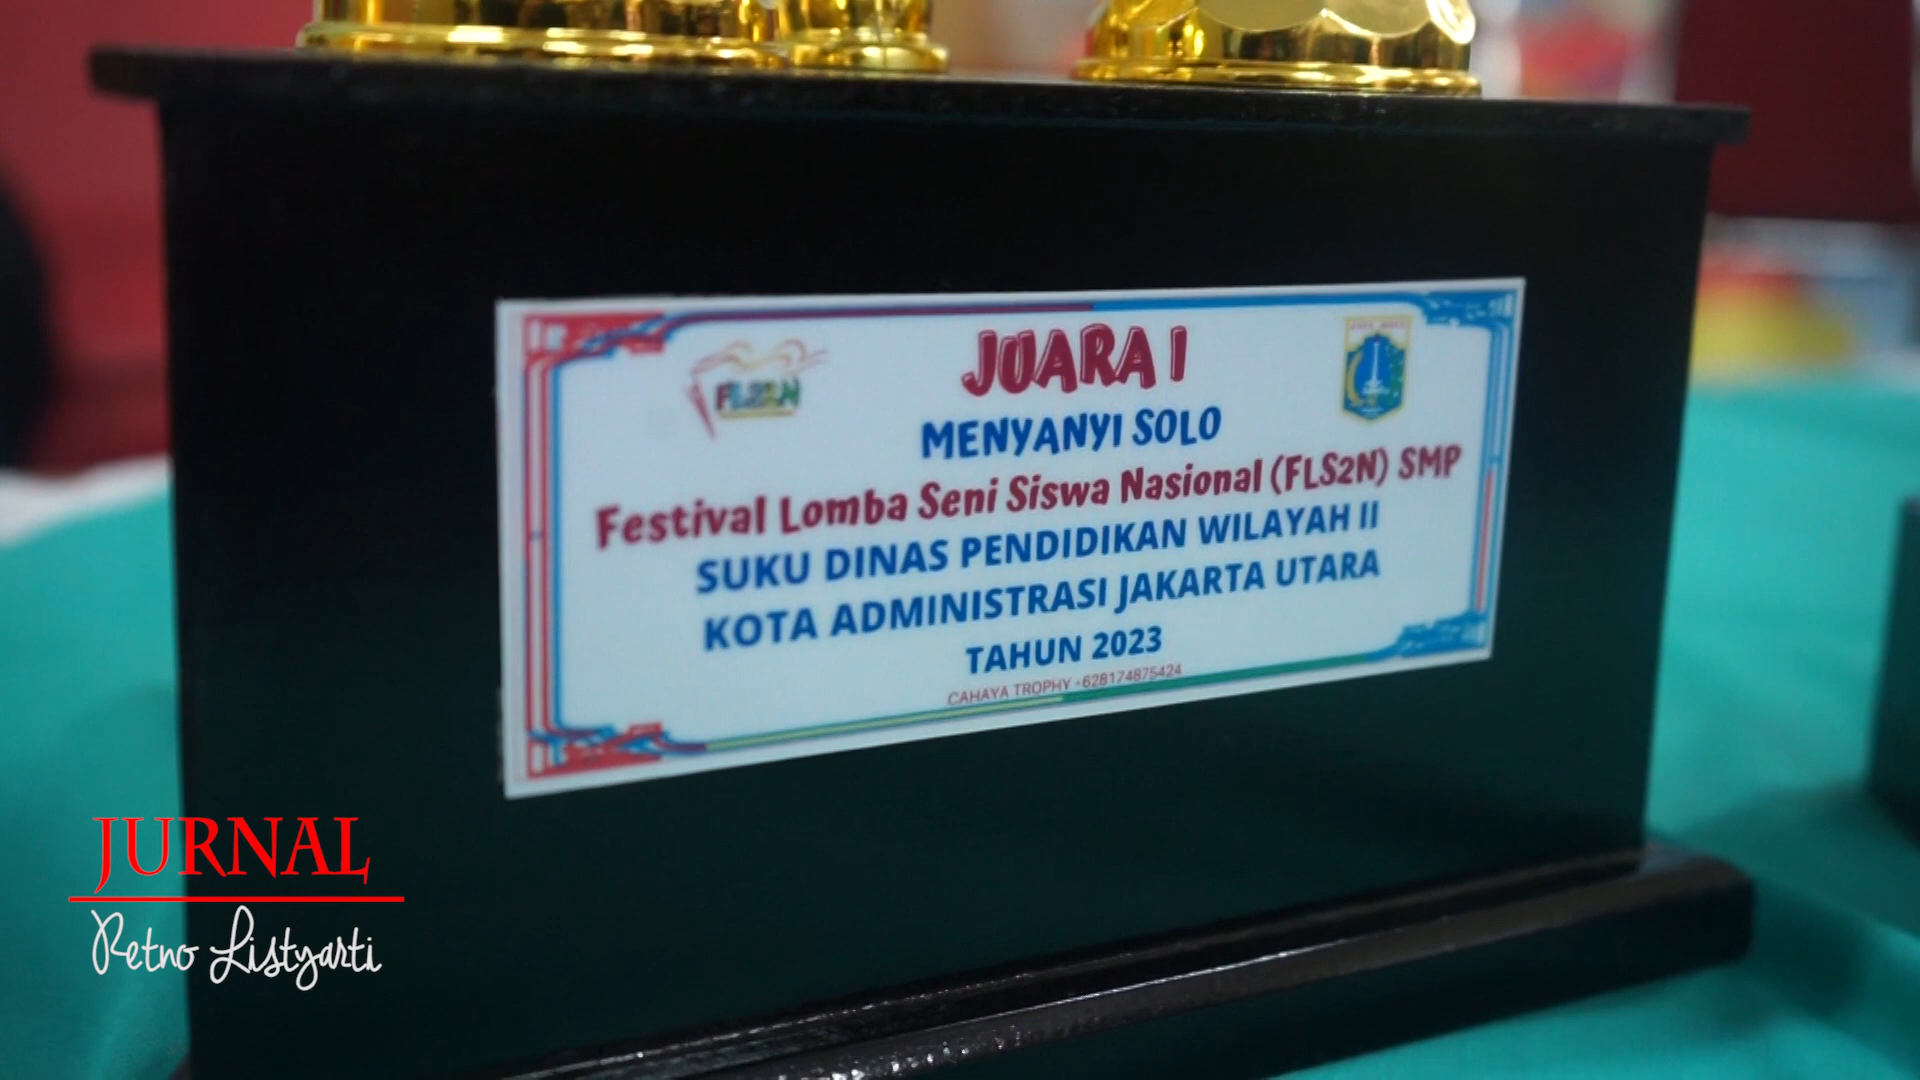 JUARA I
FLS2N
MENYANYI SOLO
Festival Lomba Seni Siswa Nasional (FLS2N) SMP
SUKU DINAS PENDIDIKAN WILAYAH II
KOTA ADMINISTRASI JAKARTA UTARA
TAHUN 2023
CAHAYA TROPHY +628174875424
JURNAL
Retno Listyarti